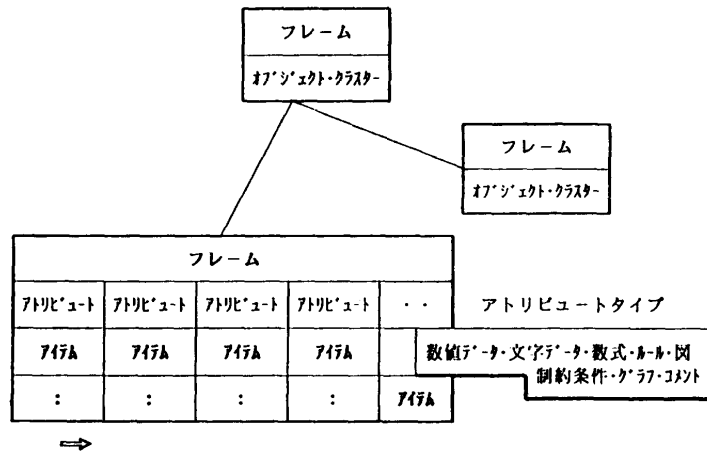 フレーム
オブジェクト・クラスター
フレーム
オブジェクト・クラスター
フレーム
アトリビュート アトリビュート アトリビュート アトリビュート ・・
アトリビュートタイプ
アイテム アイテム アイテム アイテム
数値データ・文字データ・数式・ルール・図
制約条件・グラフ・コメント
: : : : アイテム
⇒